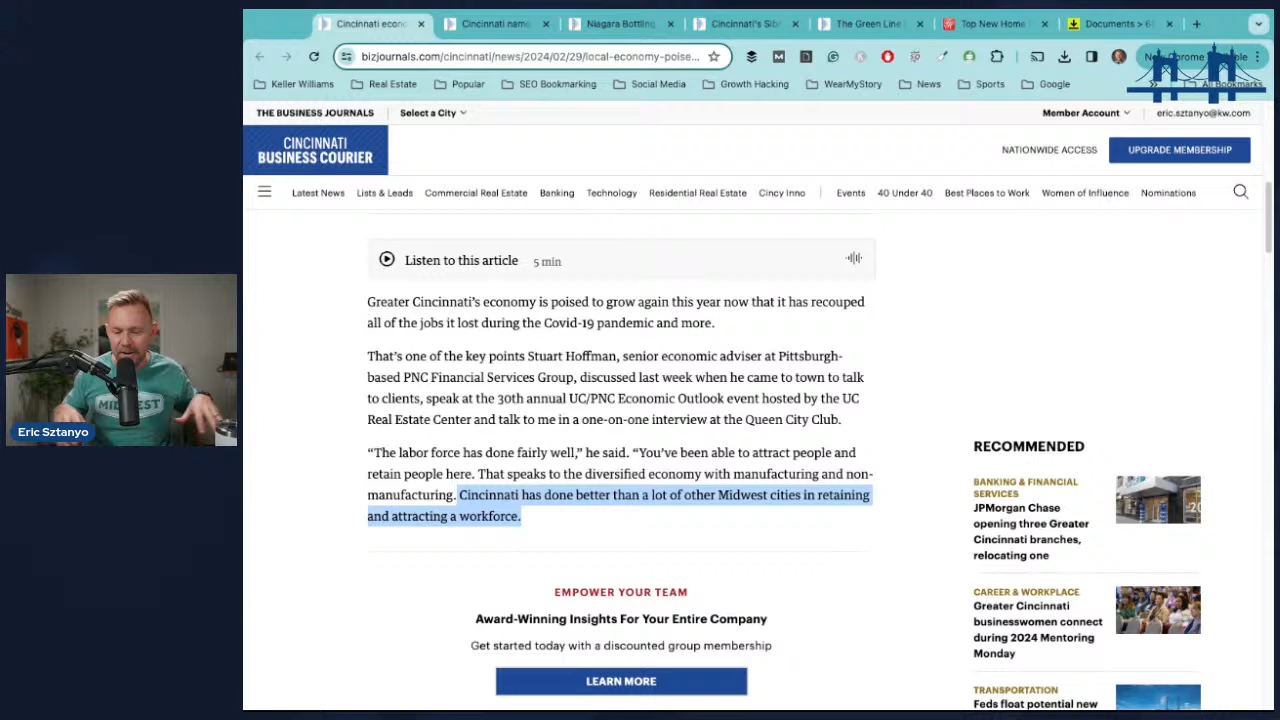 Cincinnati econo
Cincinnati name
Niagara Bottling
Cincinnati's Sibc
The Green Line
Top New Home
Documents > 6
bizjournals.com/cincinnati/news/2024/02/29/local-economy-poise...
Keller Williams
Real Estate
Popular
SEO Bookmarking
Social Media
Growth Hacking
WearMyStory
News
Sports
Google
All Bookmarks
THE BUSINESS JOURNALS
Select a City
Member Account
eric.sztanyo@kw.com
CINCINNATI
BUSINESS COURIER
NATIONWIDE ACCESS
UPGRADE MEMBERSHIP
Latest News Lists & Leads Commercial Real Estate Banking Technology Residential Real Estate Cincy Inno Events 40 Under 40 Best Places to Work Women of Influence Nominations
Listen to this article 5 min
Greater Cincinnati's economy is poised to grow again this year now that it has recouped
all of the jobs it lost during the Covid-19 pandemic and more.
That's one of the key points Stuart Hoffman, senior economic adviser at Pittsburgh-
based PNC Financial Services Group, discussed last week when he came to town to talk
to clients, speak at the 30th annual UC/PNC Economic Outlook event hosted by the UC
Real Estate Center and talk to me in a one-on-one interview at the Queen City Club.
"The labor force has done fairly well," he said. "You've been able to attract people and
retain people here. That speaks to the diversified economy with manufacturing and non-
manufacturing. Cincinnati has done better than a lot of other Midwest cities in retaining
and attracting a workforce.
EMPOWER YOUR TEAM
Award-Winning Insights For Your Entire Company
Get started today with a discounted group membership
LEARN MORE
RECOMMENDED
BANKING & FINANCIAL
SERVICES
JPMorgan Chase
opening three Greater
Cincinnati branches,
relocating one
CAREER & WORKPLACE
Greater Cincinnati
businesswomen connect
during 2024 Mentoring
Monday
TRANSPORTATION
Feds float potential new
MIDWEST
Eric Sztanyo